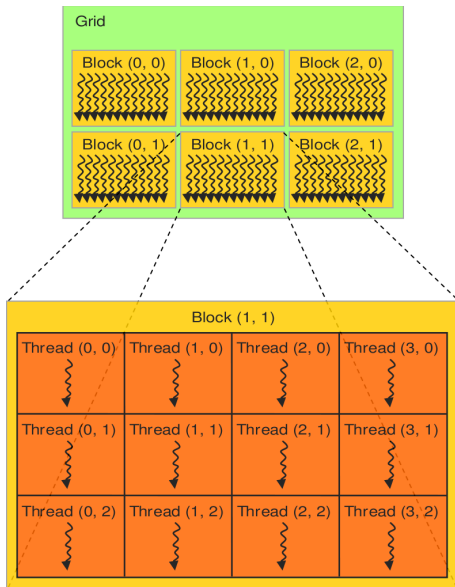 Grid
Block (0, 0) Block (1, 0) Block (2, 0)
Block (0, 1) Block (1, 1) Block (2, 1)
Block (1, 1)
Thread (0, 0) Thread (1, 0) Thread (2, 0) Thread (3, 0)
Thread (0, 1) Thread (1, 1) Thread (2, 1) Thread (3, 1)
Thread (0, 2) Thread (1, 2) Thread (2, 2) Thread (3, 2)